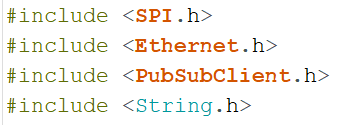 #include <SPI.h>
#include <Ethernet.h>
#include <PubSubClient.h>
#include <String.h>